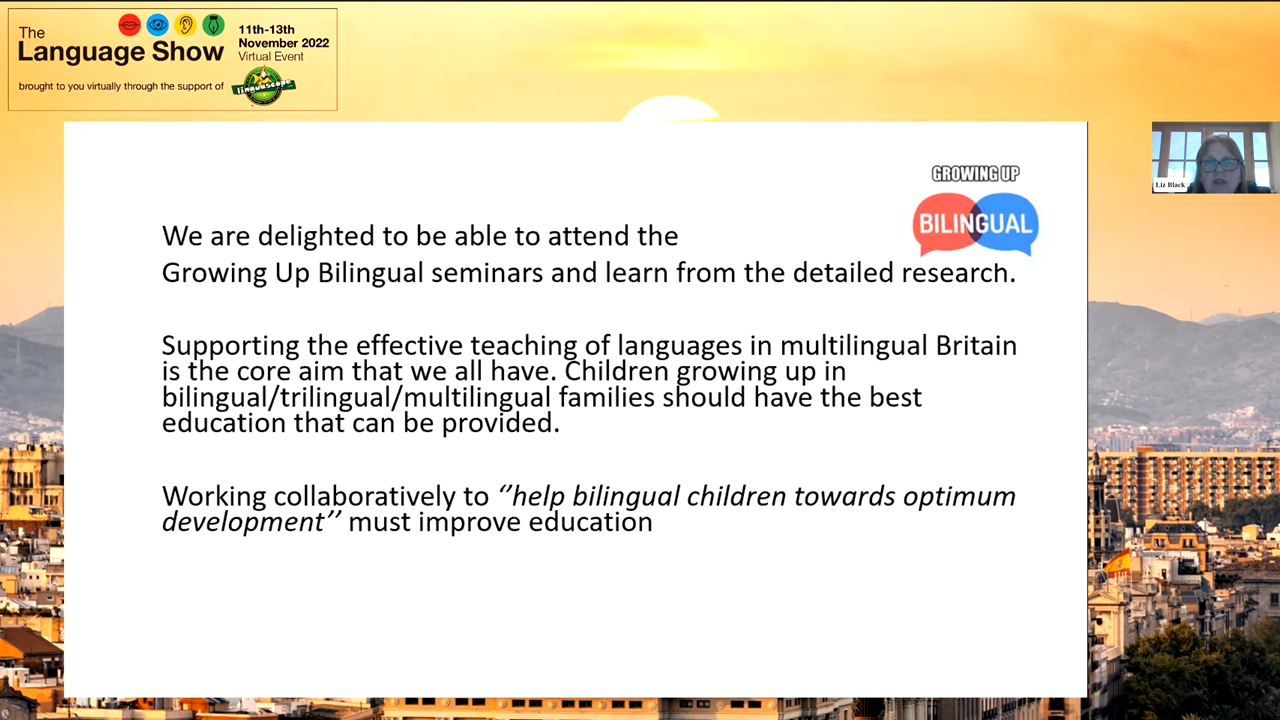 The
Language Show
11th-13th
November 2022
Virtual Event
brought to you virtually through the support of
linguascope
Liz Black
GROWING UP
BILINGUAL
We are delighted to be able to attend the
Growing Up Bilingual seminars and learn from the detailed research.
Supporting the effective teaching of languages in multilingual Britain
is the core aim that we all have. Children growing up in
bilingual/trilingual/multilingual families should have the best
education that can be provided.
Working collaboratively to ‘’help bilingual children towards optimum
development’’ must improve education